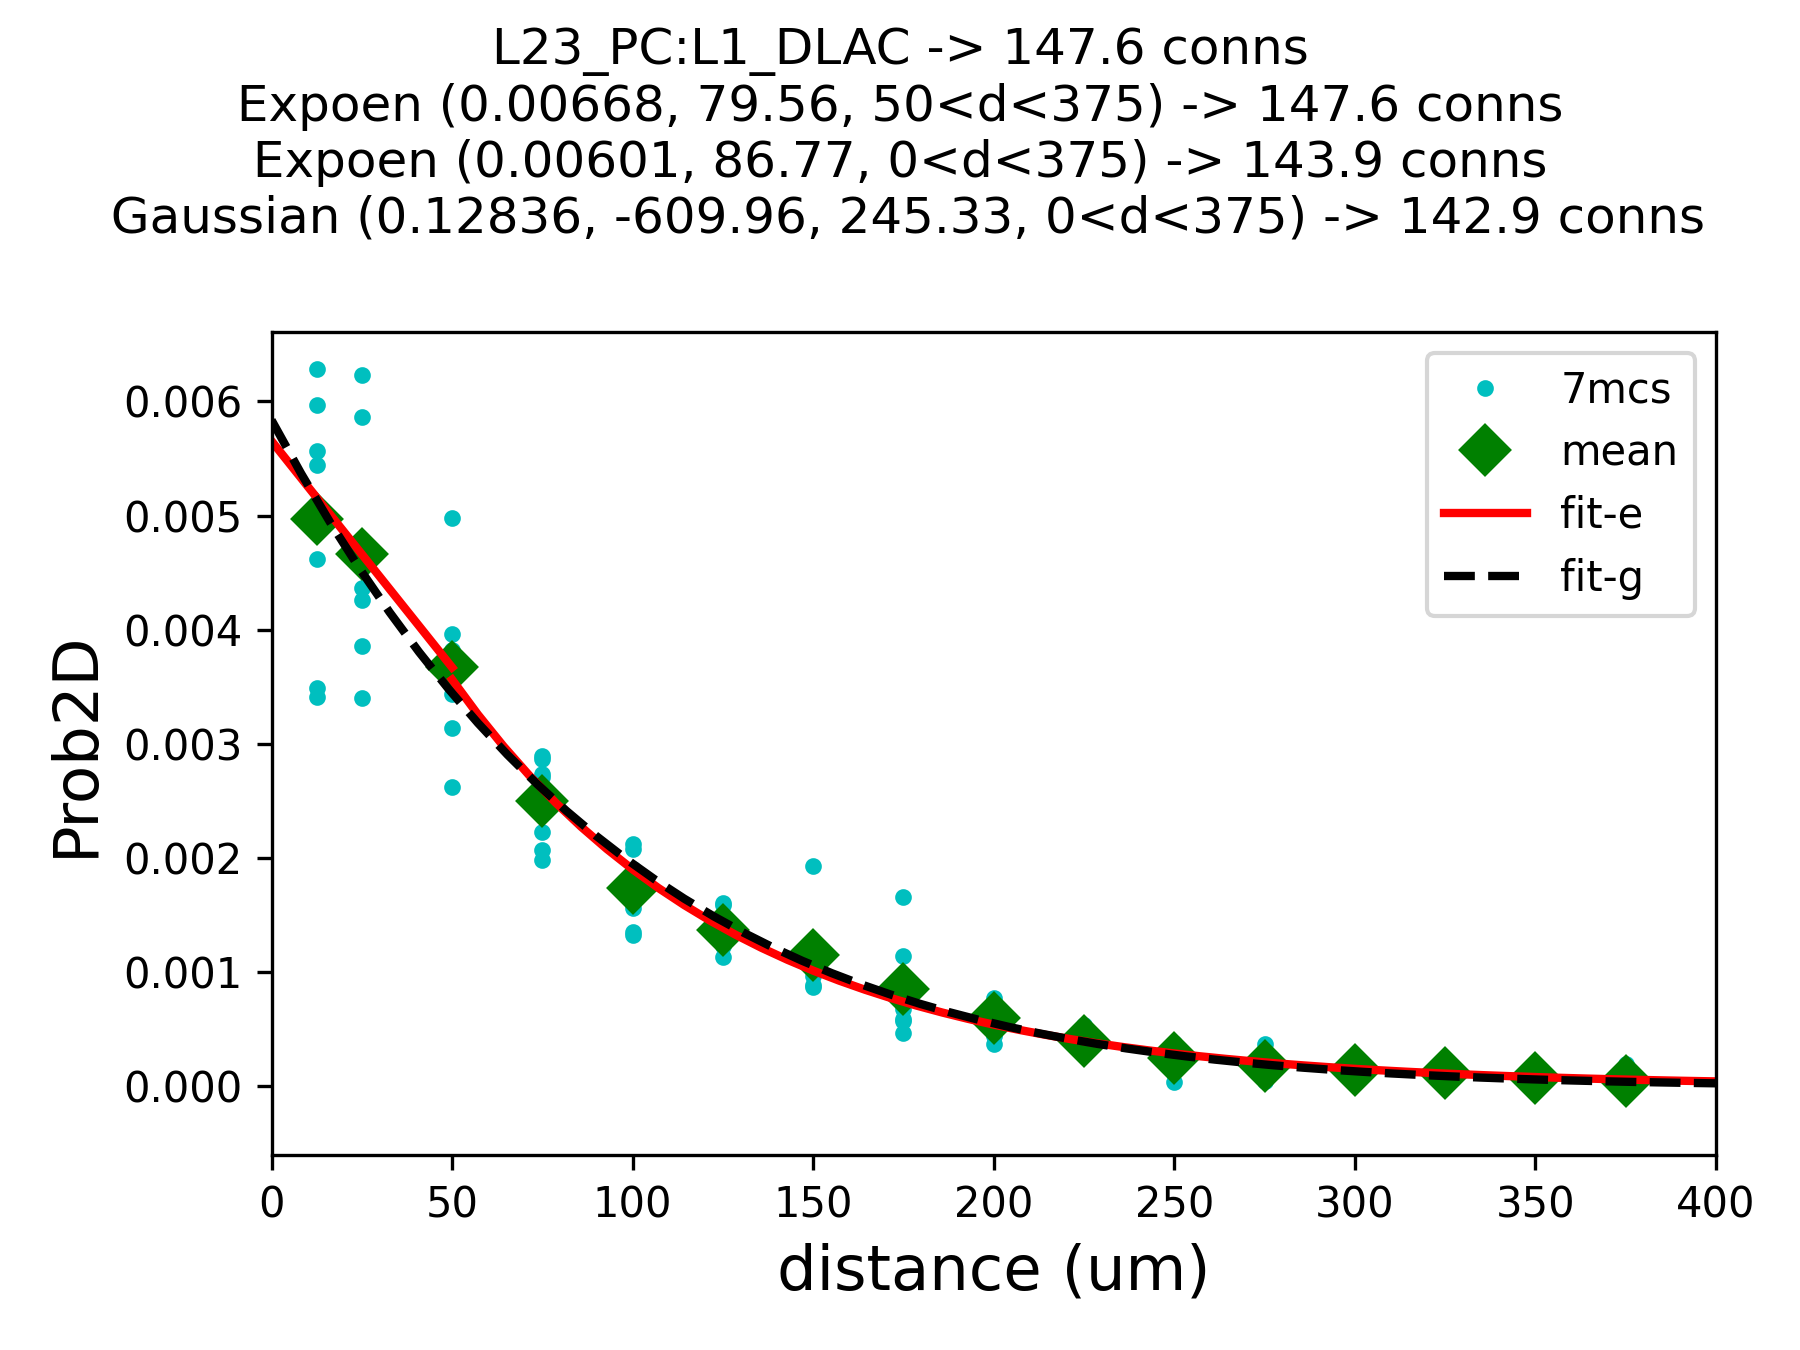 L23_PC:L1_DLAC -> 147.6 conns
Expoen (0.00668, 79.56, 50<d<375) -> 147.6 conns
Expoen (0.00601, 86.77, 0<d<375) -> 143.9 conns
Gaussian (0.12836, -609.96, 245.33, 0<d<375) -> 142.9 conns
7mcs
mean
fit-e
fit-g
Prob2D
0.006
0.005
0.004
0.003
0.002
0.001
0.000
0 50 100 150 200 250 300 350 400
distance (um)